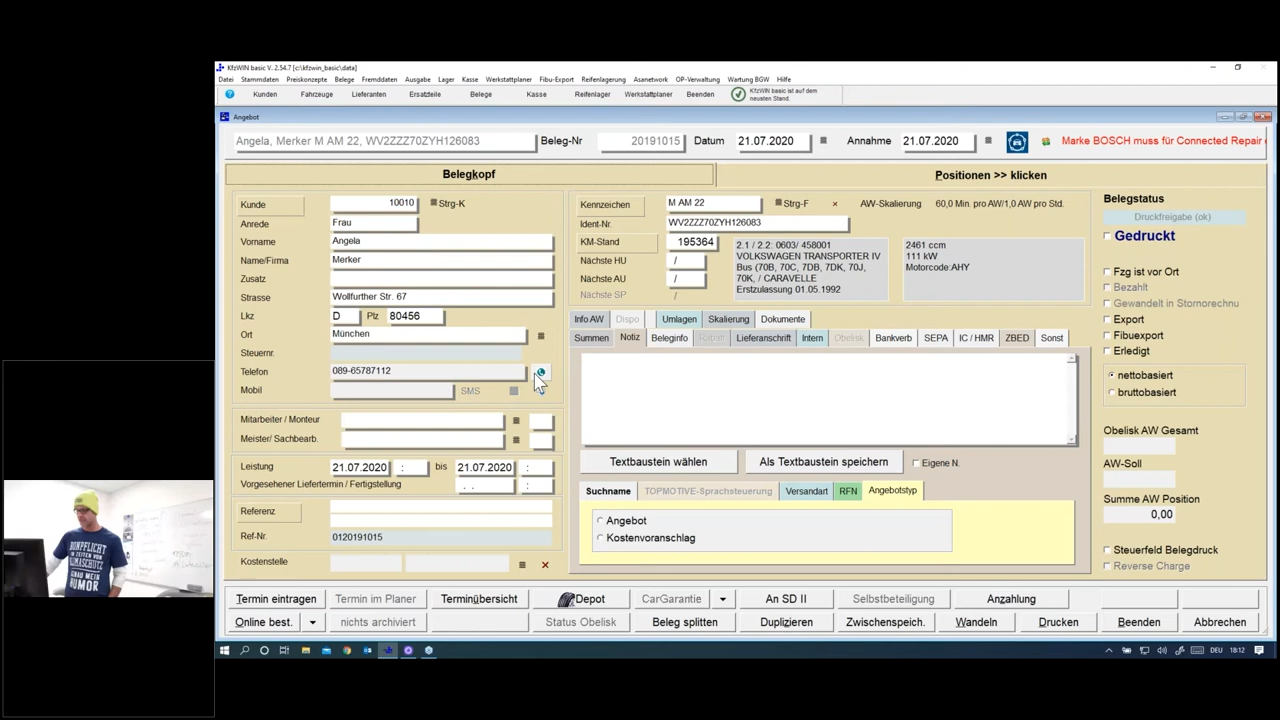 KfzWIN basic V. 2.54.7 [c:\kfzwin_basic\data]
Datei Stammdaten Preiskonzepte Belege Fremddaten Ausgabe Lager Kasse Werkstattplaner Fibu-Export Reifenlagerung Asanetwork OP-Verwaltung Wartung BGW Hilfe
Kunden Fahrzeuge Lieferanten Ersatzteile Belege Kasse Reifenlager Werkstattplaner Beenden KfzWIN basic ist auf dem
neusten Stand.
Angebot
Angela, Merker M AM 22, WV2ZZZ70ZYH126083 Beleg-Nr 20191015 Datum 21.07.2020 Annahme 21.07.2020 Marke BOSCH muss für Connected Repair
Belegkopf Positionen >> klicken
Kunde 10010 Strg-K
Anrede Frau
Vorname Angela
Name/Firma Merker
Zusatz
Strasse Wollfurther Str. 67
Lkz D Plz 80456
Ort München
Steuernr.
Telefon 089-65787112
Mobil SMS
Mitarbeiter / Monteur
Meister/ Sachbearb.
Leistung 21.07.2020 : bis 21.07.2020 :
Vorgesehener Liefertermin / Fertigstellung . . :
Referenz
Ref-Nr. 0120191015
Kostenstelle
Kennzeichen M AM 22 Strg-F × AW-Skalierung 60,0 Min. pro AW/1,0 AW pro Std.
Ident-Nr. WV2ZZZ70ZYH126083
KM-Stand 195364
Nächste HU /
Nächste AU /
Nächste SP /
2.1 / 2.2: 0603/ 458001
VOLKSWAGEN TRANSPORTER IV
Bus (70B, 70C, 7DB, 7DK, 70J,
70K, / CARAVELLE
Erstzulassung 01.05.1992
2461 ccm
111 kW
Motorcode:AHY
Info AW Dispo Umlagen Skalierung Dokumente
Summen Notiz Beleginfo Rabatt Lieferanschrift Intern Obelisk Bankverb SEPA IC / HMR ZBED Sonst
Textbaustein wählen Als Textbaustein speichern Eigene N.
Suchname TOPMOTIVE-Sprachsteuerung Versandart RFN Angebotstyp
Angebot
Kostenvoranschlag
Belegstatus
Druckfreigabe (ok)
Gedruckt
Fzg ist vor Ort
Bezahlt
Gewandelt in Stornorechnu
Export
Fibuexport
Erledigt
nettobasiert
bruttobasiert
Obelisk AW Gesamt
AW-Soll
Summe AW Position
0,00
Steuerfeld Belegdruck
Reverse Charge
Termin eintragen Termin im Planer Terminübersicht Depot CarGarantie An SD II Selbstbeteiligung Anzahlung
Online best. nicht archiviert Status Obelisk Beleg splitten Duplizieren Zwischenspeich. Wandeln Drucken Beenden Abbrechen
DEU 18:12